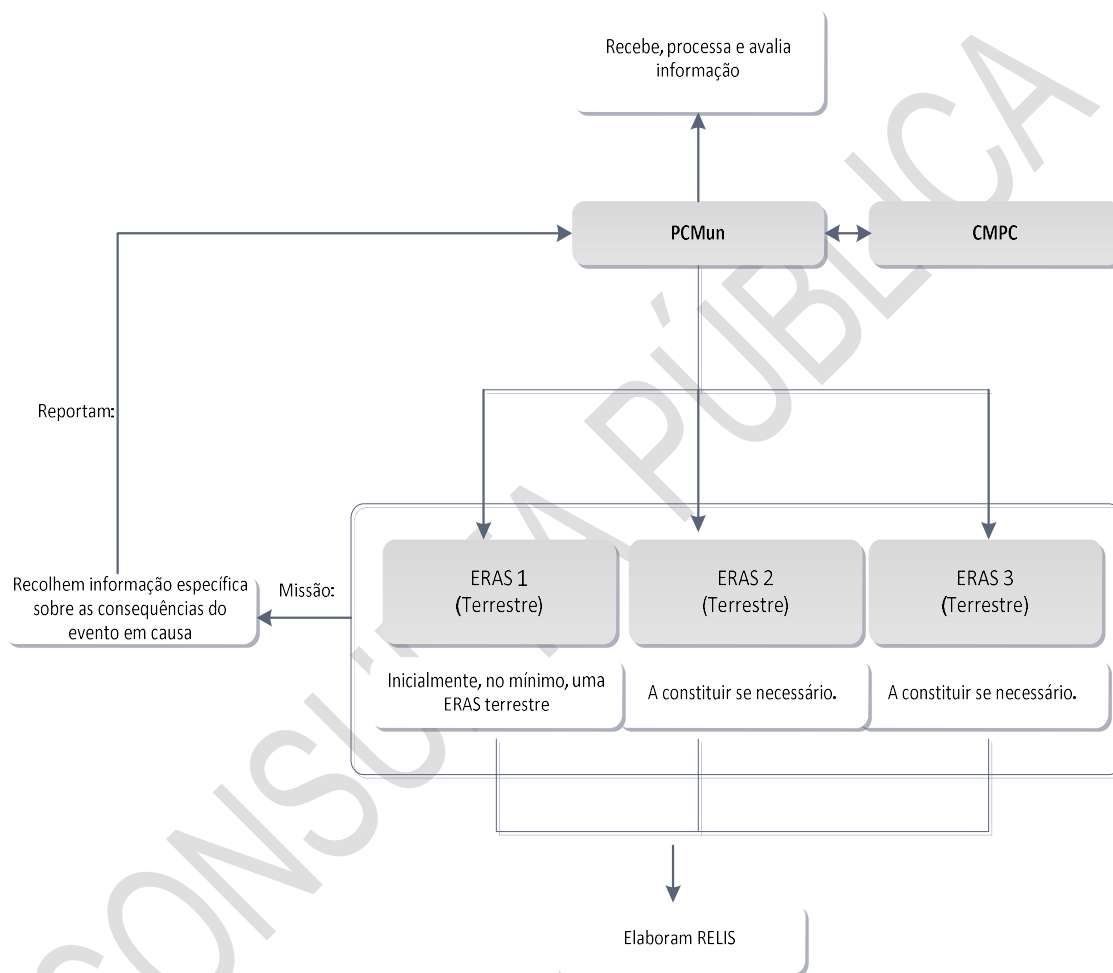 Recebe, processa e avalia
informação
PCMun
CMPC
Reportam:
ERAS 1
(Terrestre)
ERAS 2
(Terrestre)
ERAS 3
(Terrestre)
Missão:
Recolhem informação específica
sobre as consequências do
evento em causa
Inicialmente, no mínimo, uma
ERAS terrestre
A constituir se necessário.
A constituir se necessário.
Elaboram RELIS
CONSULTA PÚBLICA